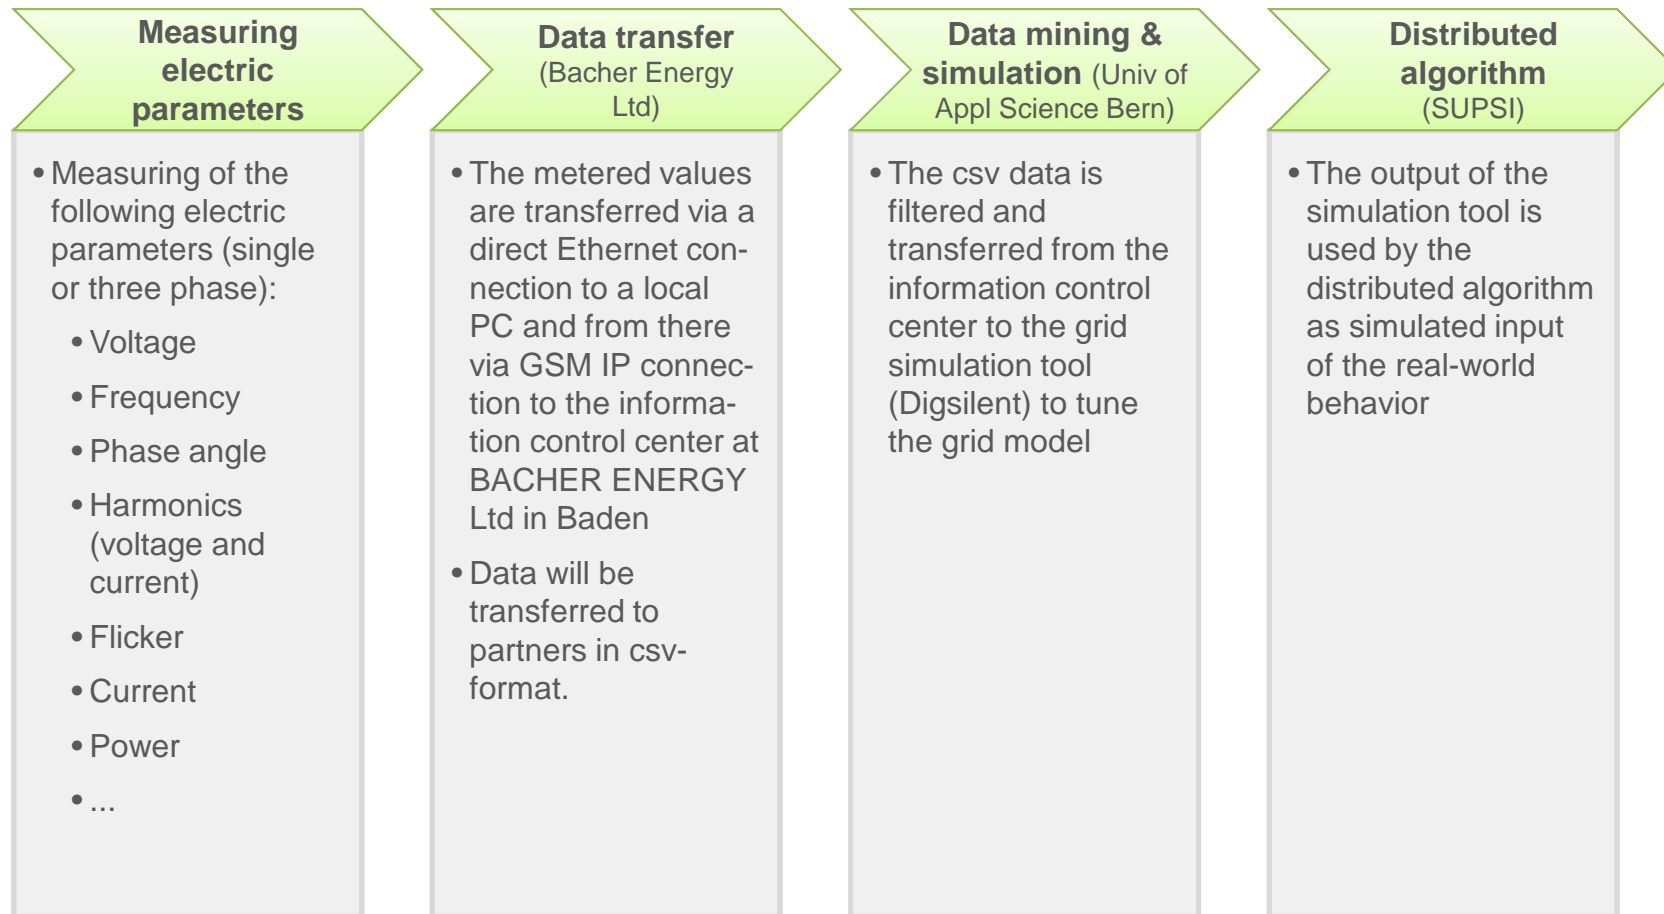 Measuring
electric
parameters
• Measuring of the
following electric
parameters (single
or three phase):
• Voltage
• Frequency
• Phase angle
• Harmonics
(voltage and
current)
• Flicker
• Current
• Power
• ...
Data transfer
(Bacher Energy
Ltd)
• The metered values
are transferred via a
direct Ethernet con-
nection to a local
PC and from there
via GSM IP connec-
tion to the informa-
tion control center at
BACHER ENERGY
Ltd in Baden
• Data will be
transferred to
partners in csv-
format.
Data mining &
simulation (Univ of
Appl Science Bern)
• The csv data is
filtered and
transferred from the
information control
center to the grid
simulation tool
(Digsilent) to tune
the grid model
Distributed
algorithm
(SUPSI)
• The output of the
simulation tool is
used by the
distributed algorithm
as simulated input
of the real-world
behavior